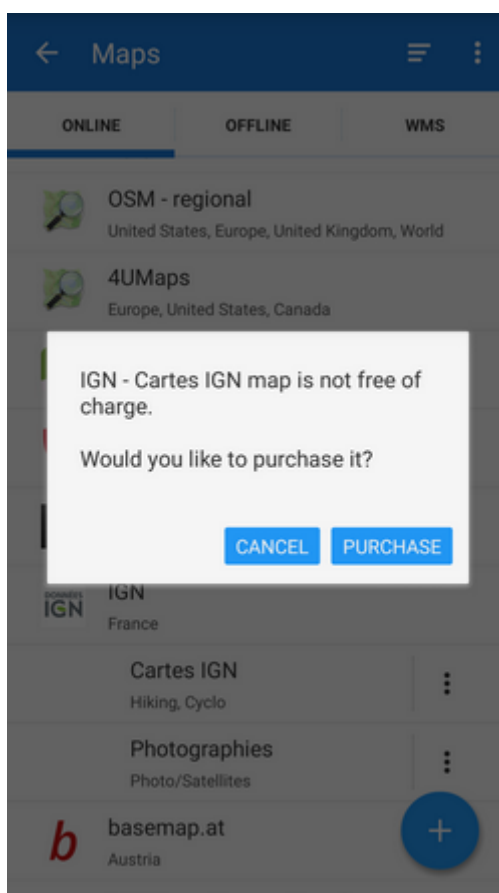 Maps
ONLINE OFFLINE WMS
OSM - regional
United States, Europe, United Kingdom, World
4UMaps
Europe, United States, Canada
IGN - Cartes IGN map is not free of
charge.
Would you like to purchase it?
CANCEL PURCHASE
DONNÉES
IGN
IGN
France
Cartes IGN
Hiking, Cyclo
Photographies
Photo/Satellites
b
basemap.at
Austria